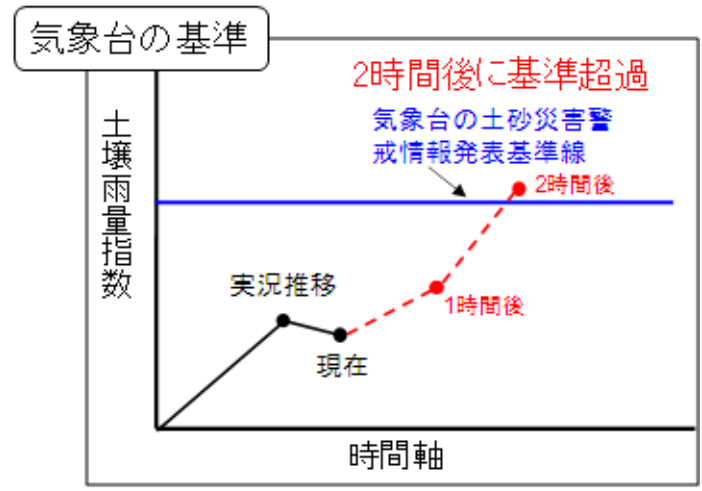 気象台の基準
2時間後に基準超過
気象台の土砂災害警
戒情報発表基準線
2時間後
土壌雨量指数
実況推移
1時間後
現在
時間軸